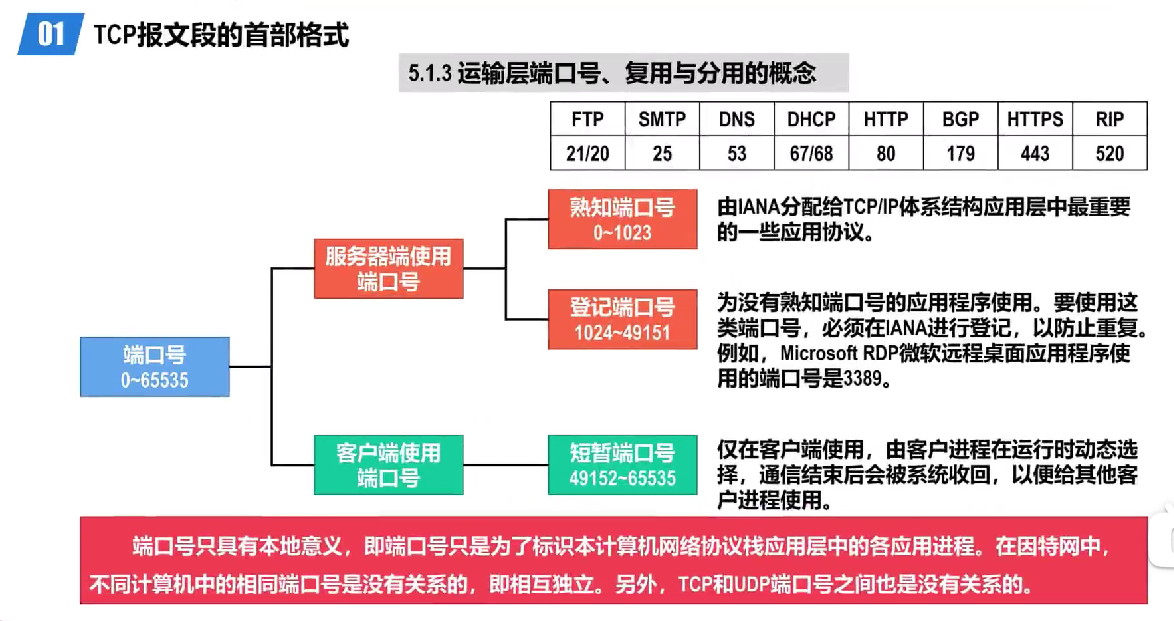 01 TCP报文段的首部格式
5.1.3 运输层端口号、复用与分用的概念
FTP SMTP DNS DHCP HTTP BGP HTTPS RIP
21/20 25 53 67/68 80 179 443 520
端口号
0~65535
服务器端使用
端口号
熟知端口号
0~1023
由IANA分配给TCP/IP体系结构应用层中最重要
的一些应用协议。
登记端口号
1024~49151
为没有熟知端口号的应用程序使用。要使用这
类端口号，必须在IANA进行登记，以防止重复。
例如，Microsoft RDP微软远程桌面应用程序使
用的端口号是3389。
客户端使用
端口号
短暂端口号
49152~65535
仅在客户端使用，由客户进程在运行时动态选
择，通信结束后会被系统收回，以便给其他客
户进程使用。
端口号只具有本地意义，即端口号只是为了标识本计算机网络协议栈应用层中的各应用进程。在因特网中，
不同计算机中的相同端口号是没有关系的，即相互独立。另外，TCP和UDP端口号之间也是没有关系的。